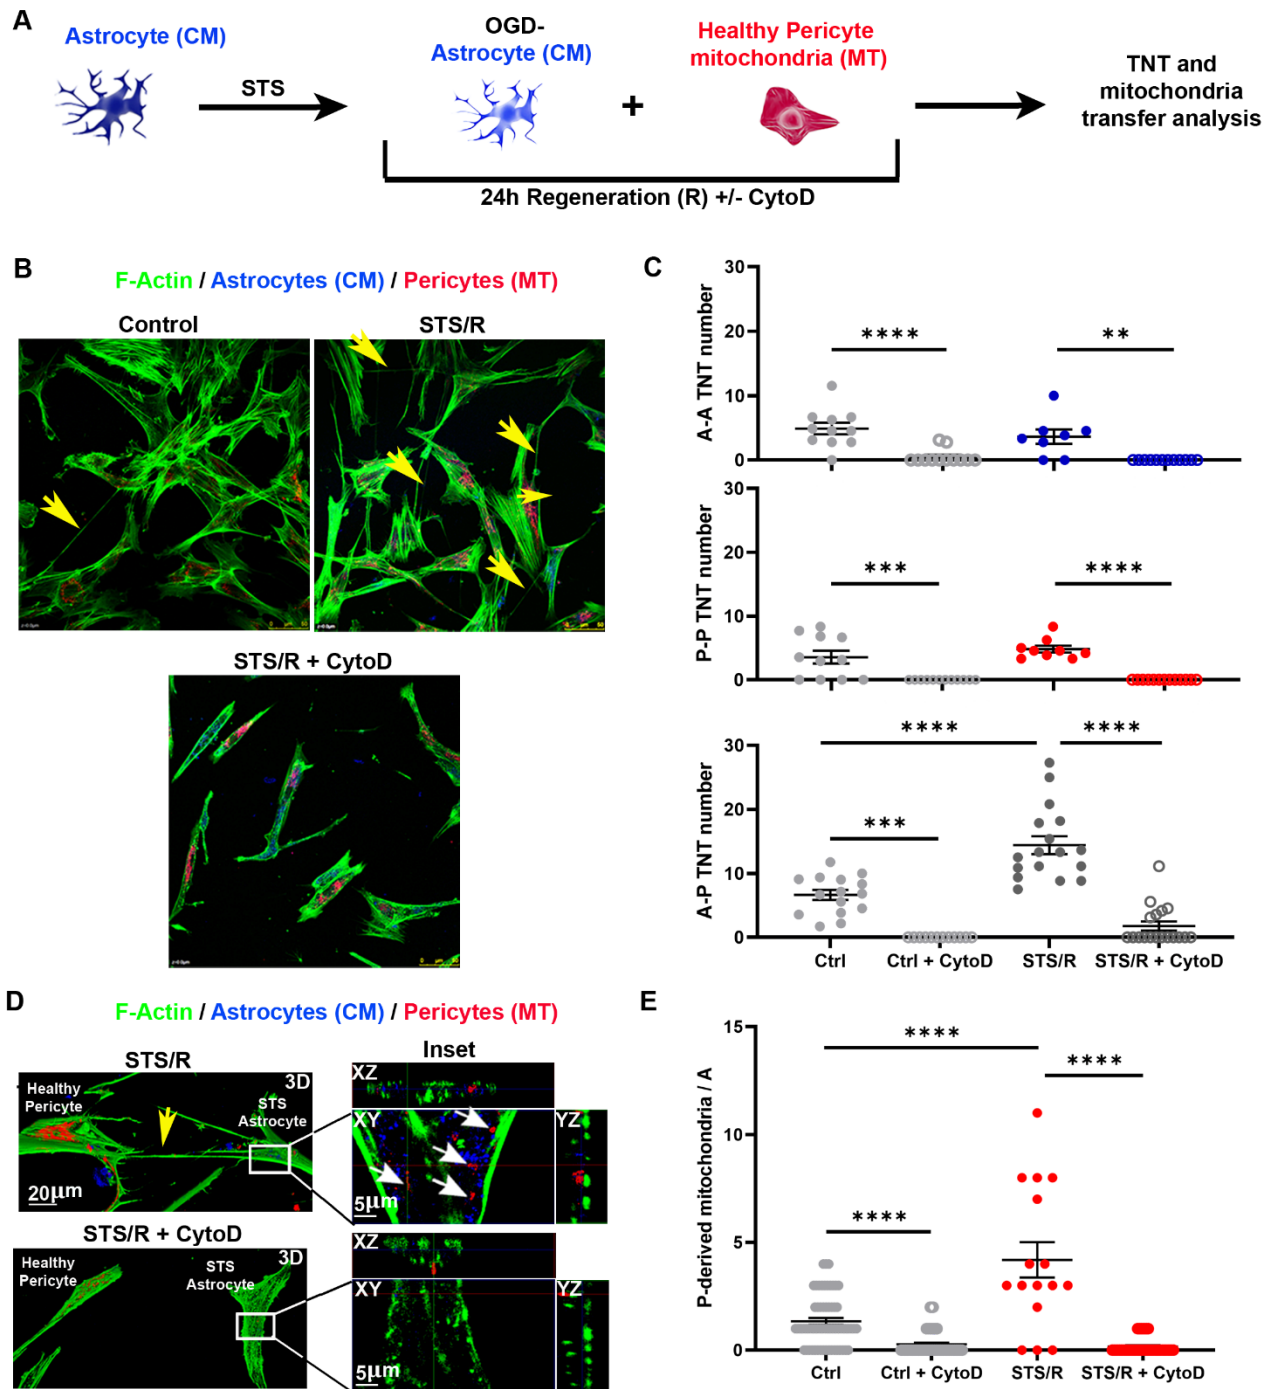 A
Astrocyte (CM)
STS
OGD-
Astrocyte (CM)
+
Healthy Pericyte
mitochondria (MT)
TNT and
mitochondria
transfer analysis
24h Regeneration (R) +/- CytoD
B
F-Actin / Astrocytes (CM) / Pericytes (MT)
Control
STS/R
STS/R + CytoD
C
A-A TNT number
30
20
10
0
****
**
P-P TNT number
30
20
10
0
***
****
A-P TNT number
30
20
10
0
****
****
***
Ctrl
Ctrl + CytoD
STS/R
STS/R + CytoD
D
F-Actin / Astrocytes (CM) / Pericytes (MT)
STS/R
Inset
Healthy
Pericyte
3D
STS
Astrocyte
20μm
XZ
XY
YZ
5μm
STS/R + CytoD
Healthy
Pericyte
3D
STS
Astrocyte
XZ
XY
YZ
5μm
E
P-derived mitochondria / A
15
10
5
0
****
****
****
Ctrl
Ctrl + CytoD
STS/R
STS/R + CytoD